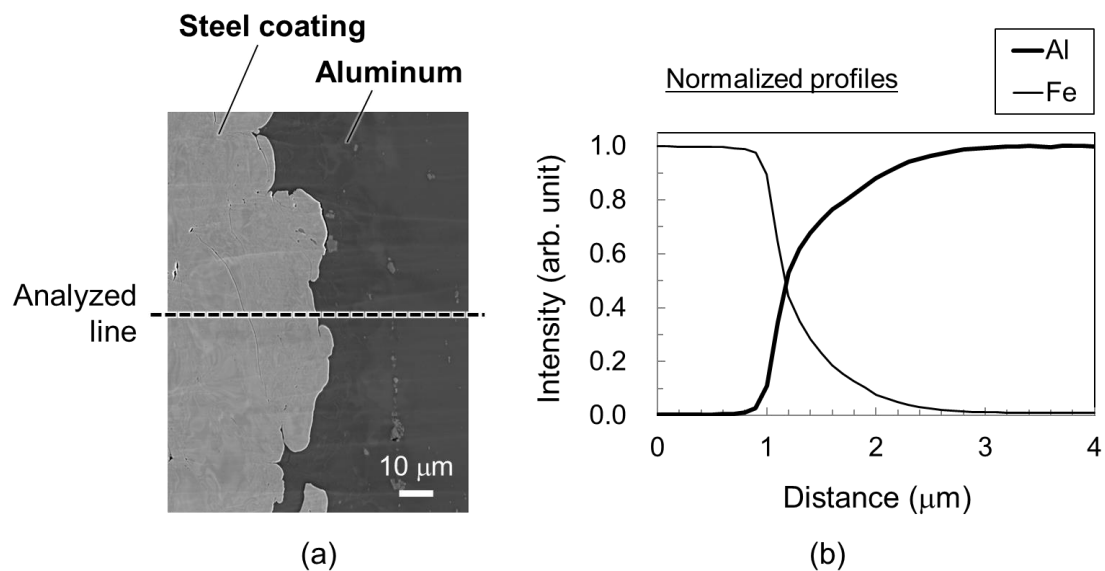 Steel coating
Aluminum
Analyzed
line
10 μm
(a)
Normalized profiles
Al
Fe
Intensity (arb. unit)
1.0
0.8
0.6
0.4
0.2
0.0
0 1 2 3 4
Distance (μm)
(b)